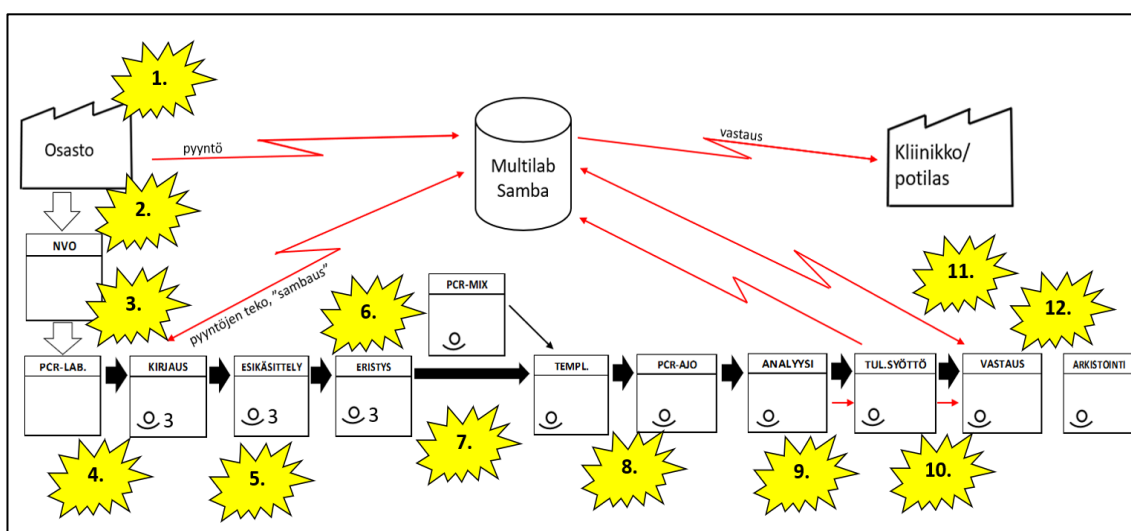 1.
Osasto
pyyntö
Multilab
Samba
vastaus
Kliinikko/
potilas
2.
NVO
3.
pyyntöjen teko, "sambaus"
6.
PCR-MIX
11.
12.
PCR-LAB.
KIRJAUS
3
ESIKÄSITTELY
3
ERISTYS
3
TEMPL.
PCR-AJO
ANALYYSI
TUL.SYÖTTÖ
VASTAUS
ARKISTOINTI
4.
5.
7.
8.
9.
10.